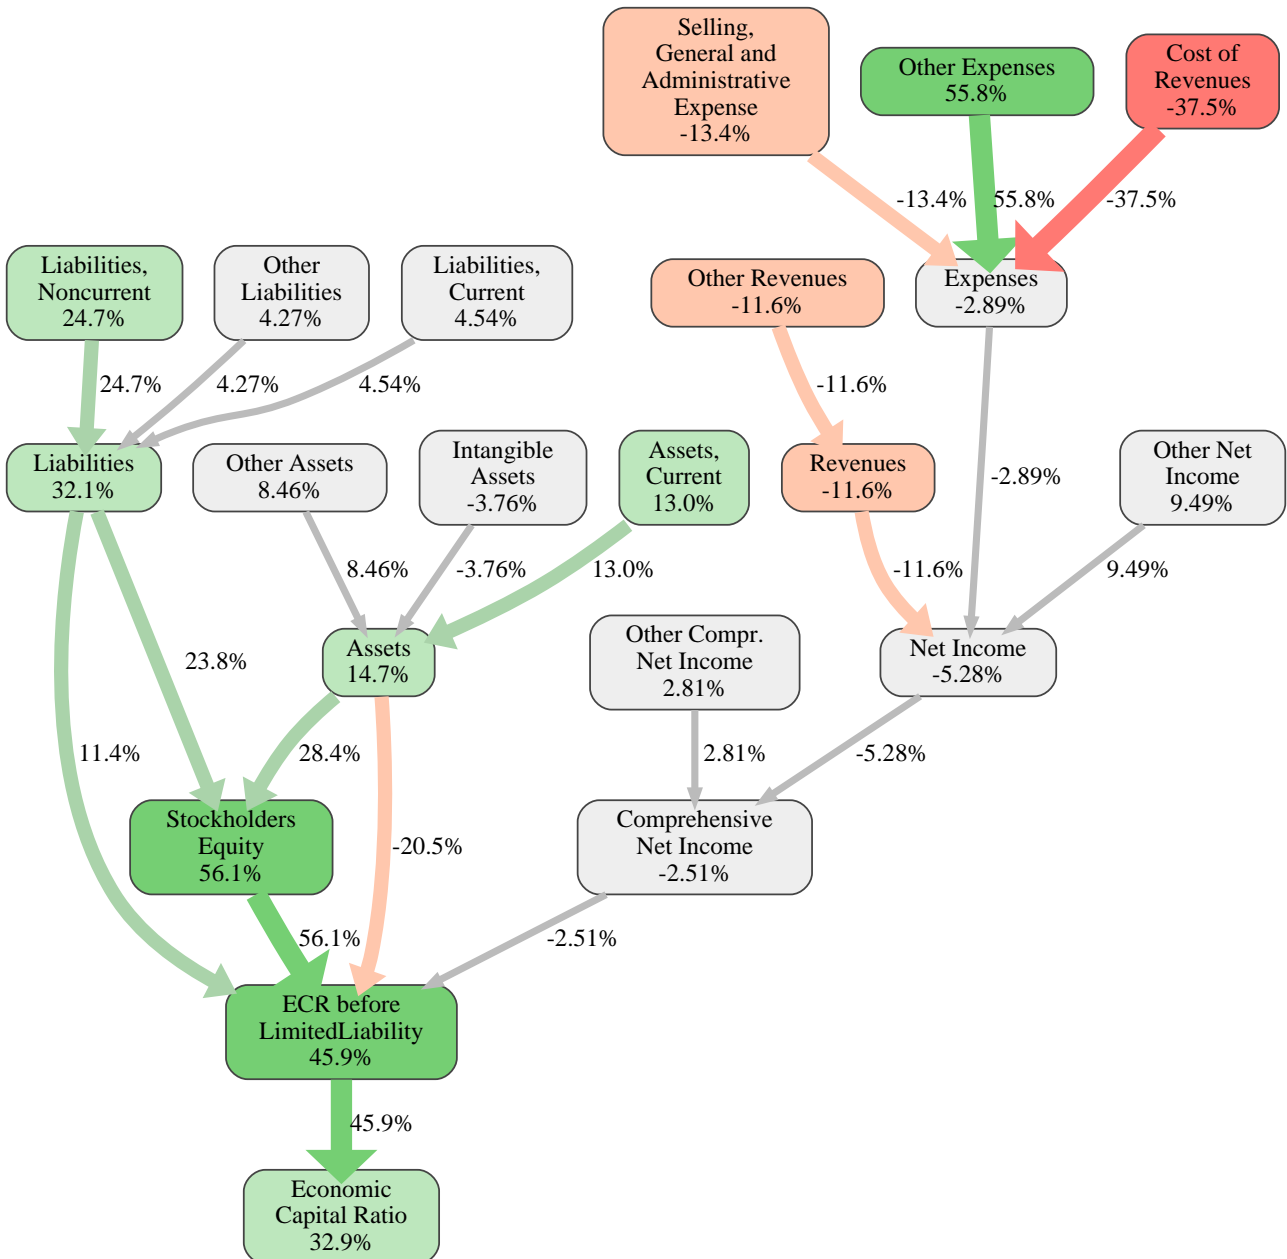 Selling,
General and
Administrative
Expense
-13.4%
Other Expenses
55.8%
Cost of
Revenues
-37.5%
-13.4%
55.8%
-37.5%
Liabilities,
Noncurrent
24.7%
Other
Liabilities
4.27%
Liabilities,
Current
4.54%
Other Revenues
-11.6%
Expenses
-2.89%
24.7%
4.27%
4.54%
-11.6%
Liabilities
32.1%
Other Assets
8.46%
Intangible
Assets
-3.76%
Assets,
Current
13.0%
Revenues
-11.6%
-2.89%
Other Net
Income
9.49%
8.46%
-3.76%
13.0%
-11.6%
9.49%
23.8%
Assets
14.7%
Other Compr.
Net Income
2.81%
Net Income
-5.28%
11.4%
28.4%
2.81%
-5.28%
Stockholders
Equity
56.1%
-20.5%
Comprehensive
Net Income
-2.51%
56.1%
-2.51%
ECR before
LimitedLiability
45.9%
45.9%
Economic
Capital Ratio
32.9%